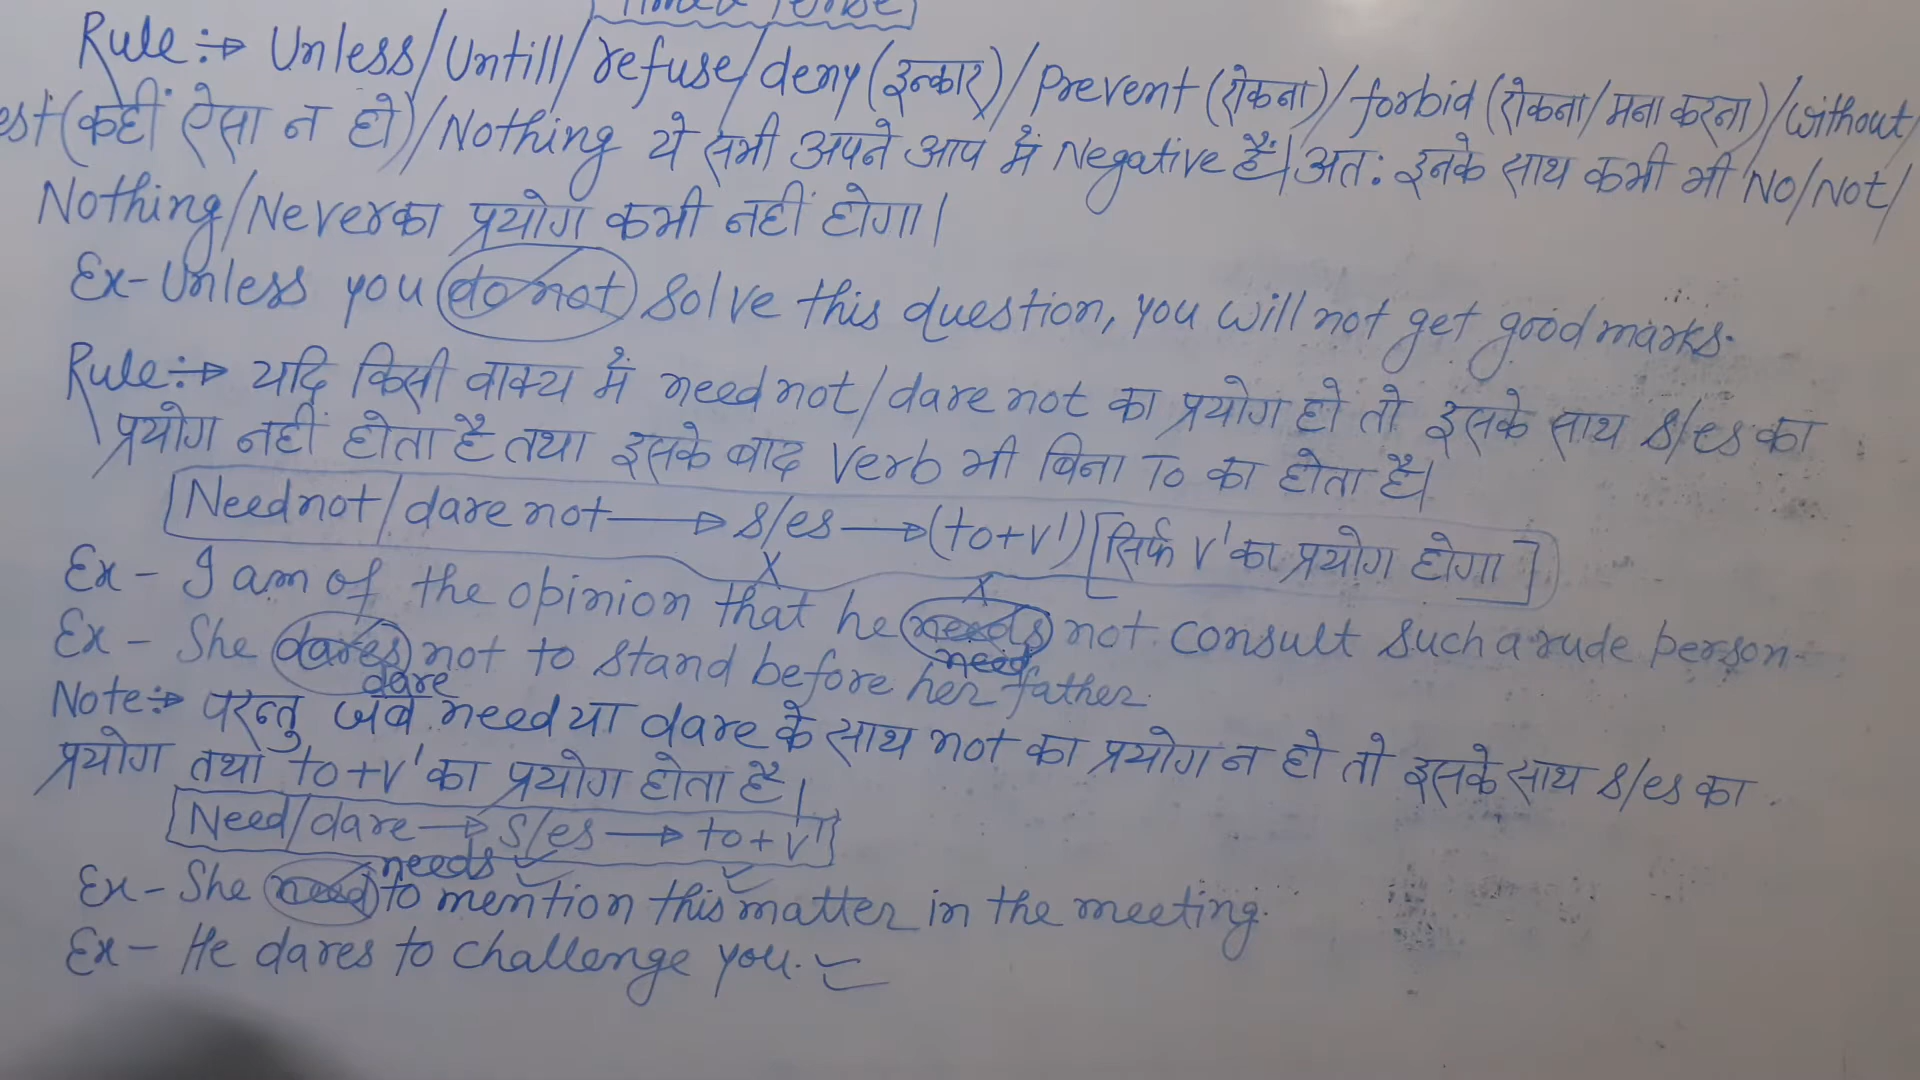 Rule:→ Unless/Untill/refuse/deny(इन्कार)/Prevent(रोकना)/forbid(रोकना/मना करना)/without/
est(कहीं ऐसा न हो)/Nothing ये सभी अपने आप में Negative हैं। अत: इनके साथ कभी भी No/Not/
Nothing/Never का प्रयोग कभी नहीं होगा।
Ex- Unless you do not solve this question, you will not get good marks.
Rule:→ यदि किसी वाक्य में need not/dare not का प्रयोग हो तो इसके साथ s/es का
प्रयोग नहीं होता है तथा इसके बाद Verb भी बिना To का होता है।
[Need not/dare not → s/es → (to+V') [सिर्फ V' का प्रयोग होगा]
X X
Ex - I am of the opinion that he needs not consult such a rude person.
need
Ex - She dares not to stand before her father.
dare
Note:→ परन्तु जब need या dare के साथ not का प्रयोग न हो तो इसके साथ s/es का
प्रयोग तथा to+V' का प्रयोग होता है।
[Need/dare → S/es → to+V']
needs
Ex - She need to mention this matter in the meeting.
Ex - He dares to challenge you.